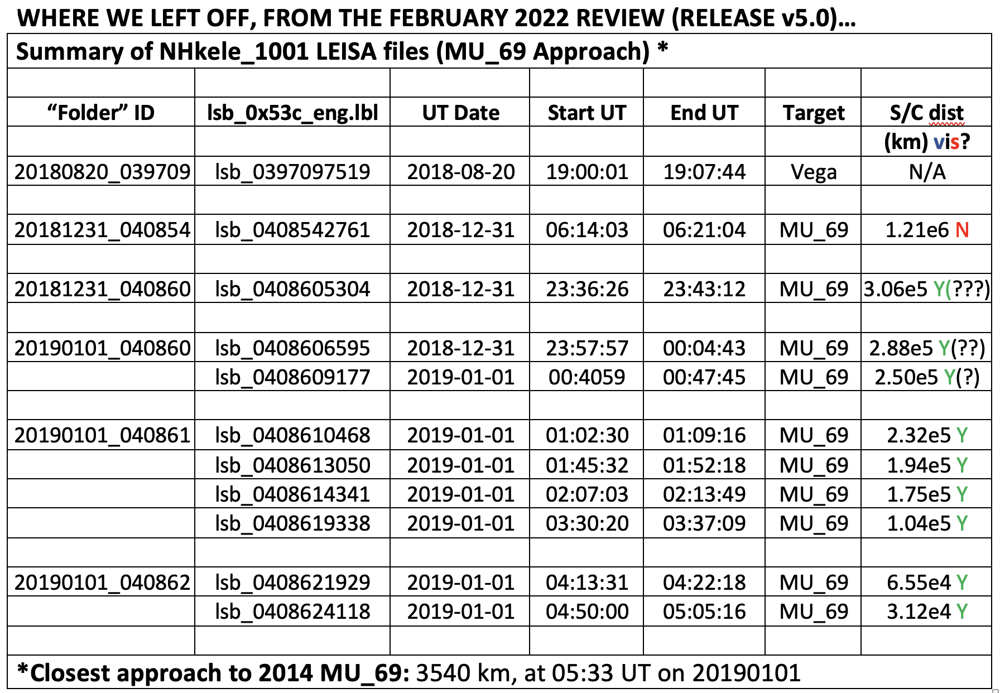 WHERE WE LEFT OFF, FROM THE FEBRUARY 2022 REVIEW (RELEASE v5.0)...
Summary of NHkele_1001 LEISA files (MU_69 Approach) *
“Folder” ID lsb_0x53c_eng.lbl UT Date Start UT End UT Target S/C dist
(km) vis?
20180820_039709 lsb_0397097519 2018-08-20 19:00:01 19:07:44 Vega N/A
20181231_040854 lsb_0408542761 2018-12-31 06:14:03 06:21:04 MU_69 1.21e6 N
20181231_040860 lsb_0408605304 2018-12-31 23:36:26 23:43:12 MU_69 3.06e5 Y(???)
20190101_040860 lsb_0408606595 2018-12-31 23:57:57 00:04:43 MU_69 2.88e5 Y(??)
lsb_0408609177 2019-01-01 00:4059 00:47:45 MU_69 2.50e5 Y(?)
20190101_040861 lsb_0408610468 2019-01-01 01:02:30 01:09:16 MU_69 2.32e5 Y
lsb_0408613050 2019-01-01 01:45:32 01:52:18 MU_69 1.94e5 Y
lsb_0408614341 2019-01-01 02:07:03 02:13:49 MU_69 1.75e5 Y
lsb_0408619338 2019-01-01 03:30:20 03:37:09 MU_69 1.04e5 Y
20190101_040862 lsb_0408621929 2019-01-01 04:13:31 04:22:18 MU_69 6.55e4 Y
lsb_0408624118 2019-01-01 04:50:00 05:05:16 MU_69 3.12e4 Y
*Closest approach to 2014 MU_69: 3540 km, at 05:33 UT on 20190101